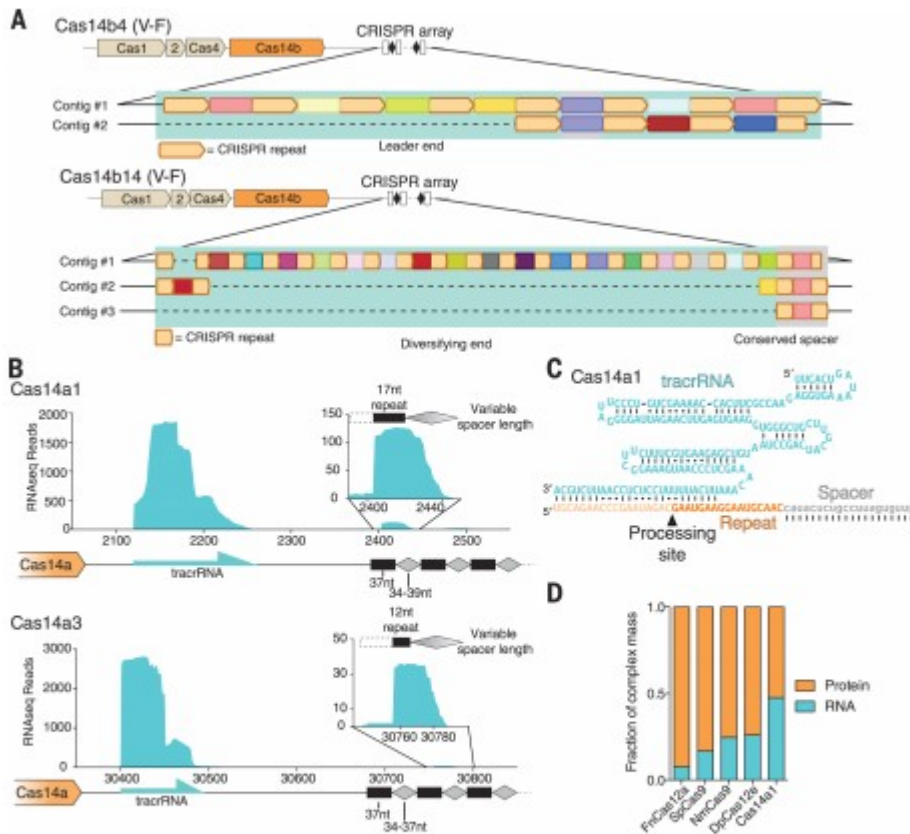 A
Cas14b4 (V-F)
Cas1 2 Cas4 Cas14b
CRISPR array
Contig #1
Contig #2
= CRISPR repeat
Leader end
Cas14b14 (V-F)
Cas1 2 Cas4 Cas14b
CRISPR array
Contig #1
Contig #2
Contig #3
= CRISPR repeat
Diversifying end
Conserved spacer
B
Cas14a1
RNAseq Reads
2000
1500
1000
500
0
2100 2200 2300 2400 2500
17nt
repeat
Variable
spacer length
150
100
50
0
2400 2440
Cas14a
tracrRNA
37nt
34-39nt
Cas14a3
RNAseq Reads
3000
2000
1000
0
30400 30500 30600 30700 30800
12nt
repeat
Variable
spacer length
50
30
10
0
30760 30780
Cas14a
tracrRNA
37nt
34-37nt
C
Cas14a1
tracrRNA
5'
3'
5'
Spacer
Repeat
GAAUGAAGGAAUGCAAC
Processing
site
D
Fraction of complex mass
1.0
0.5
0.0
Protein
RNA
FnCas12a
SpCas9
NmCas9
DpCas12e
Cas14a1